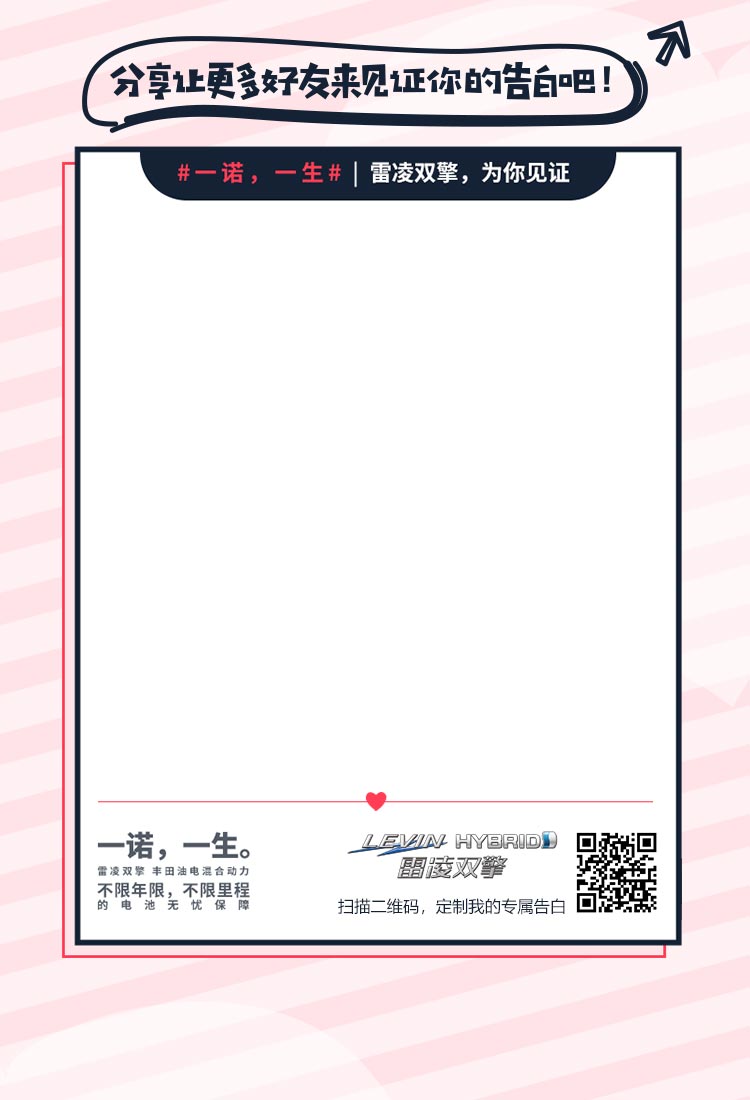 分享让更多好友来见证你的告白吧！
#一诺，一生# | 雷凌双擎，为你见证
一诺，一生。
雷凌双擎 丰田油电混合动力
不限年限，不限里程
的电池无忧保障
LEVIN HYBRID
雷凌双擎
扫描二维码，定制我的专属告白